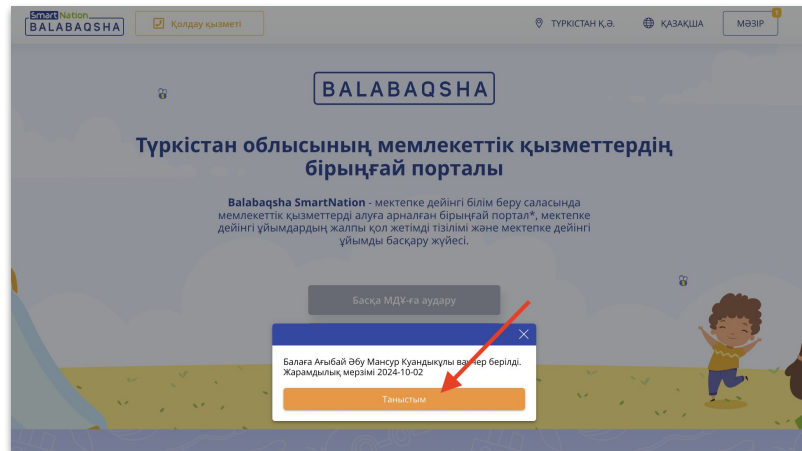 Smart Nation
BALABAQSHA
Қолдау қызметі
ТҮРКІСТАН Қ.Ә.
ҚАЗАҚША
МӘЗІР
1
BALABAQSHA
Түркістан облысының мемлекеттік қызметтердің
бірыңғай порталы
Balabaqsha SmartNation - мектепке дейінгі білім беру саласында
мемлекеттік қызметтерді алуға арналған бірыңғай портал*, мектепке
дейінгі ұйымдардың жалпы қол жетімді тізілімі және мектепке дейінгі
ұйымды басқару жүйесі.
Басқа МДҰ-ға аудару
Балаға Ағыбай Әбу Мансур Куандыкұлы ваучер берілді.
Жарамдылық мерзімі 2024-10-02
Таныстым